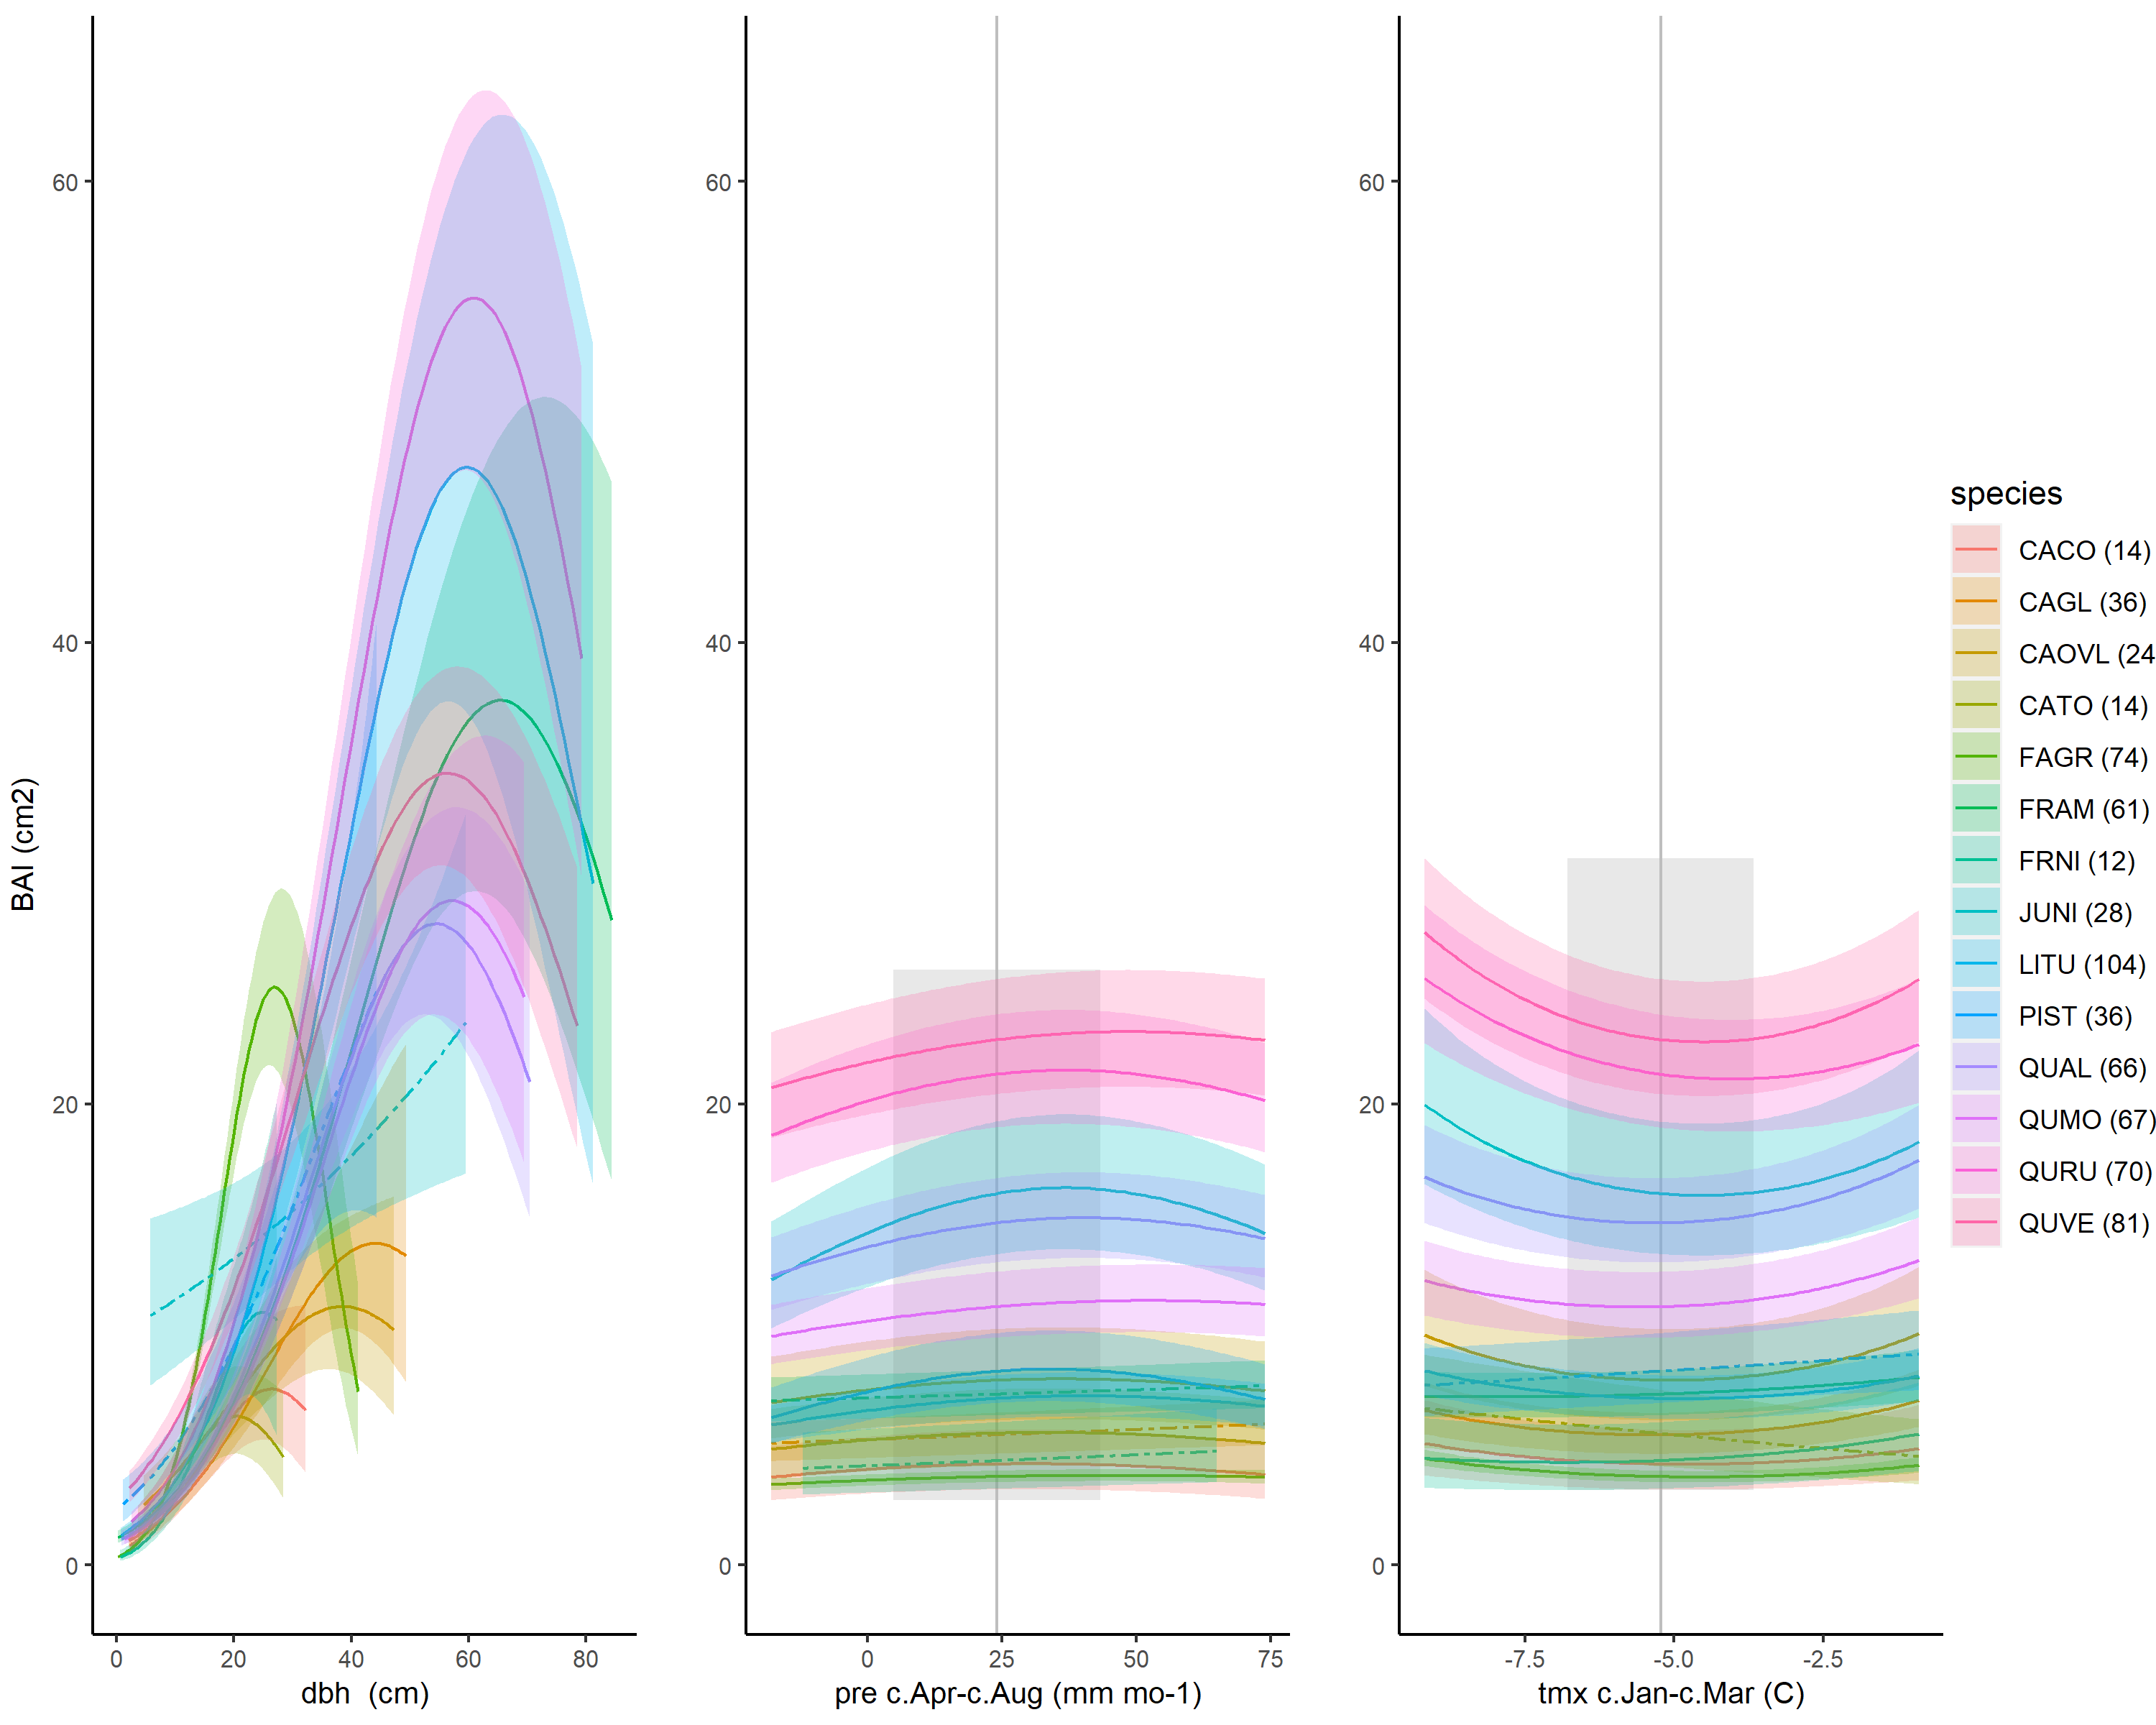 BAI (cm2)
60
40
20
0
0 20 40 60 80
dbh (cm)
60
40
20
0
0 25 50 75
pre c.Apr-c.Aug (mm mo-1)
60
40
20
0
-7.5 -5.0 -2.5
tmx c.Jan-c.Mar (C)
species
CACO (14)
CAGL (36)
CAOVL (24
CATO (14)
FAGR (74)
FRAM (61)
FRNI (12)
JUNI (28)
LITU (104)
PIST (36)
QUAL (66)
QUMO (67)
QURU (70)
QUVE (81)